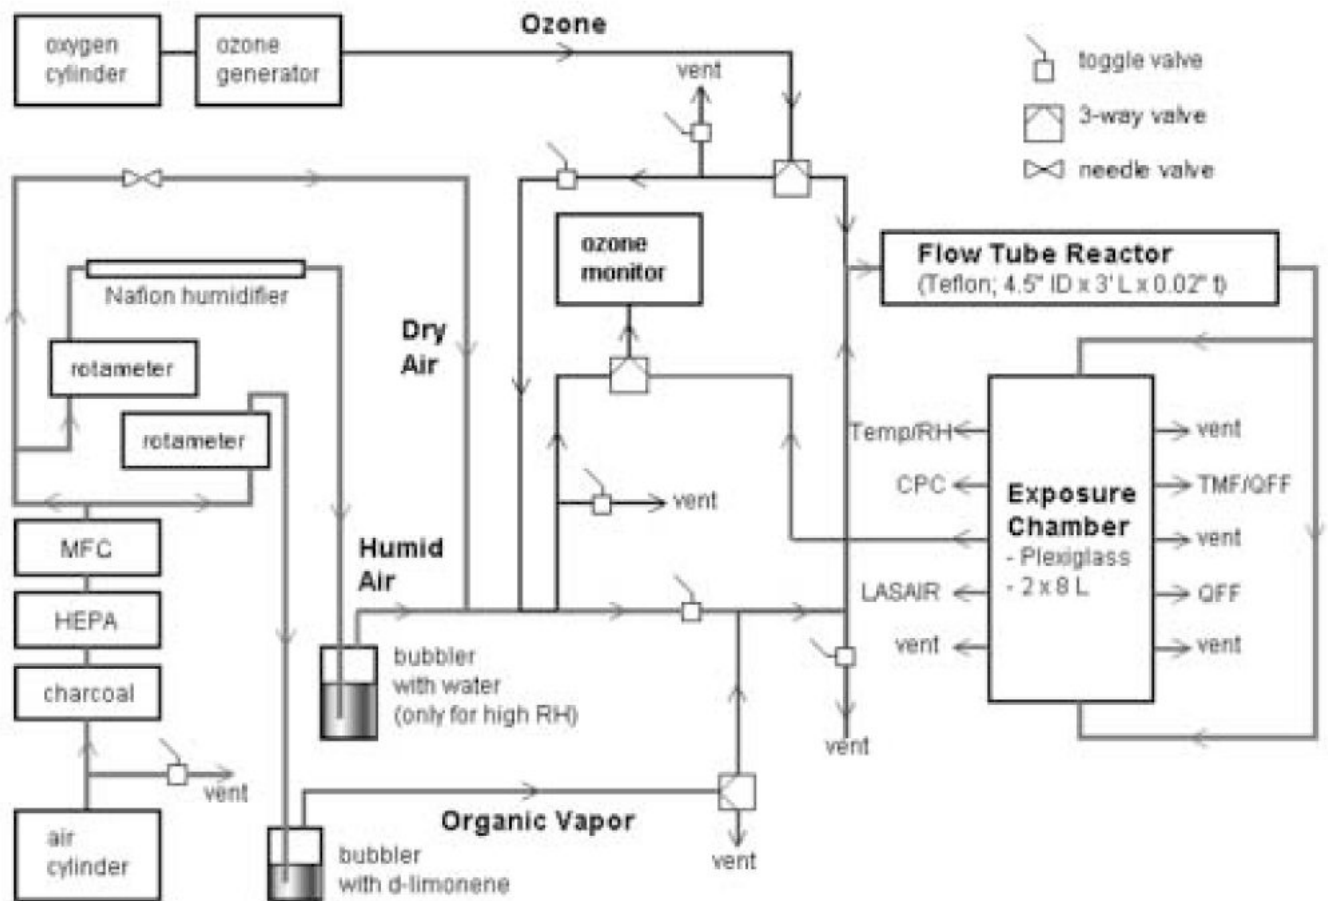 Ozone
oxygen
cylinder
ozone
generator
vent
toggle valve
3-way valve
needle valve
ozone
monitor
Flow Tube Reactor
(Teflon; 4.5" ID x 3' L x 0.02" t)
Nafion humidifier
Dry
Air
rotameter
rotameter
Temp/RH
vent
CPC
TMF/QFF
Exposure
Chamber
- Plexiglass
- 2 x 8 L
vent
vent
LASAIR
QFF
vent
vent
MFC
HEPA
charcoal
Humid
Air
bubbler
with water
(only for high RH)
vent
vent
air
cylinder
Organic Vapor
vent
bubbler
with d-limonene